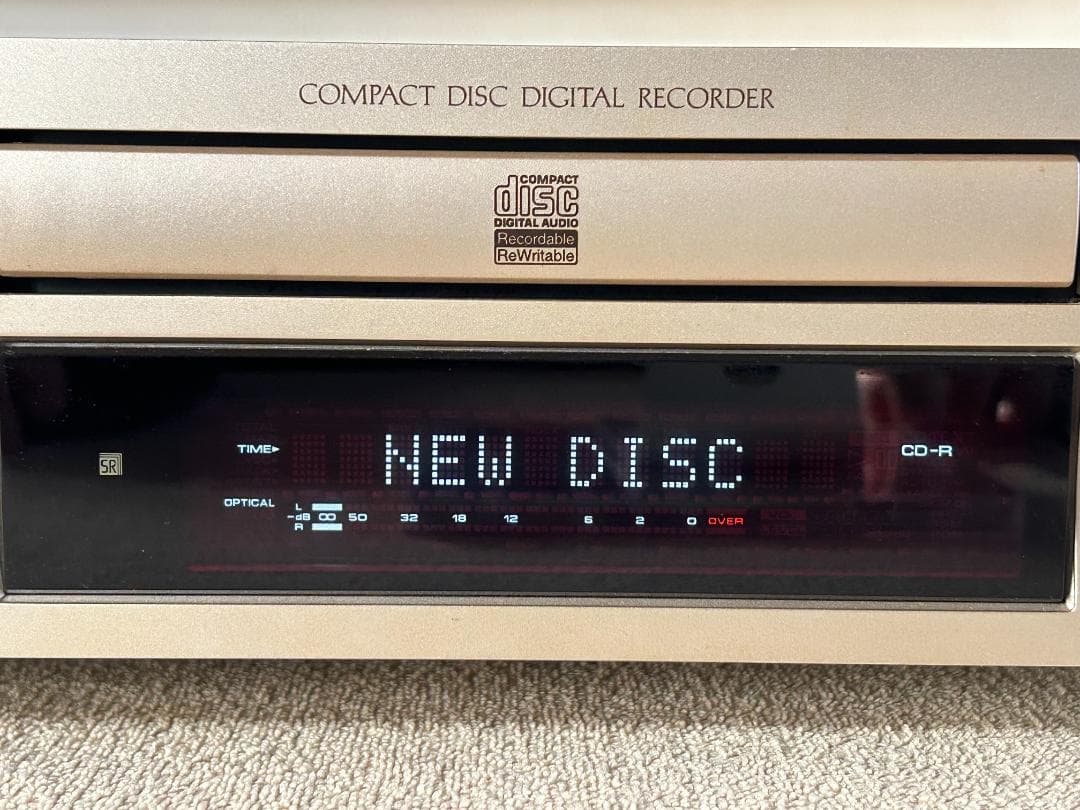 COMPACT DISC DIGITAL RECORDER
COMPACT
disc
DIGITAL AUDIO
Recordable
ReWritable
TIME▸ NEW DISC CD-R
SR
OPTICAL
L
-dB ∞ 50 32 18 12 6 2 0 OVER
R